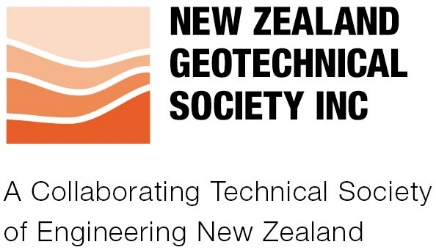 NEW ZEALAND
GEOTECHNICAL
SOCIETY INC
A Collaborating Technical Society
of Engineering New Zealand